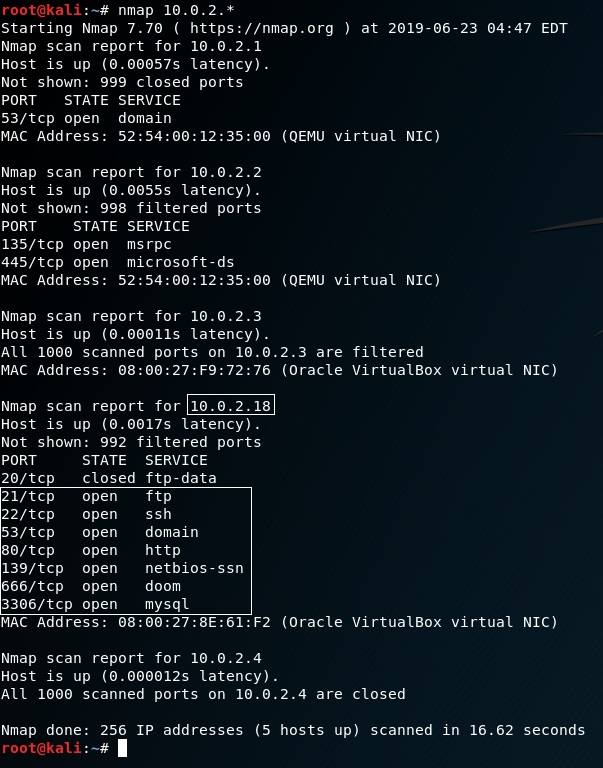 root@kali:~# nmap 10.0.2.*
Starting Nmap 7.70 ( https://nmap.org ) at 2019-06-23 04:47 EDT
Nmap scan report for 10.0.2.1
Host is up (0.00057s latency).
Not shown: 999 closed ports
PORT   STATE SERVICE
53/tcp open  domain
MAC Address: 52:54:00:12:35:00 (QEMU virtual NIC)

Nmap scan report for 10.0.2.2
Host is up (0.0055s latency).
Not shown: 998 filtered ports
PORT    STATE SERVICE
135/tcp open  msrpc
445/tcp open  microsoft-ds
MAC Address: 52:54:00:12:35:00 (QEMU virtual NIC)

Nmap scan report for 10.0.2.3
Host is up (0.00011s latency).
All 1000 scanned ports on 10.0.2.3 are filtered
MAC Address: 08:00:27:F9:72:76 (Oracle VirtualBox virtual NIC)

Nmap scan report for 10.0.2.18
Host is up (0.0017s latency).
Not shown: 992 filtered ports
PORT     STATE  SERVICE
20/tcp   closed ftp-data
21/tcp   open   ftp
22/tcp   open   ssh
53/tcp   open   domain
80/tcp   open   http
139/tcp  open   netbios-ssn
666/tcp  open   doom
3306/tcp open   mysql
MAC Address: 08:00:27:8E:61:F2 (Oracle VirtualBox virtual NIC)

Nmap scan report for 10.0.2.4
Host is up (0.000012s latency).
All 1000 scanned ports on 10.0.2.4 are closed

Nmap done: 256 IP addresses (5 hosts up) scanned in 16.62 seconds
root@kali:~#